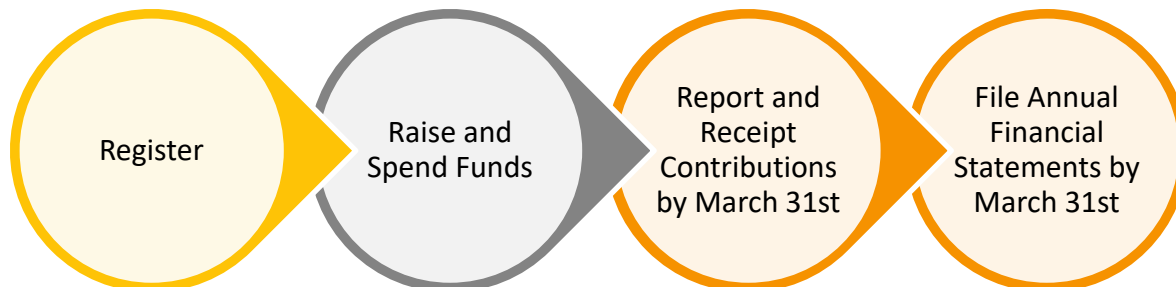 Register
Raise and
Spend Funds
Report and
Receipt
Contributions
by March 31st
File Annual
Financial
Statements by
March 31st